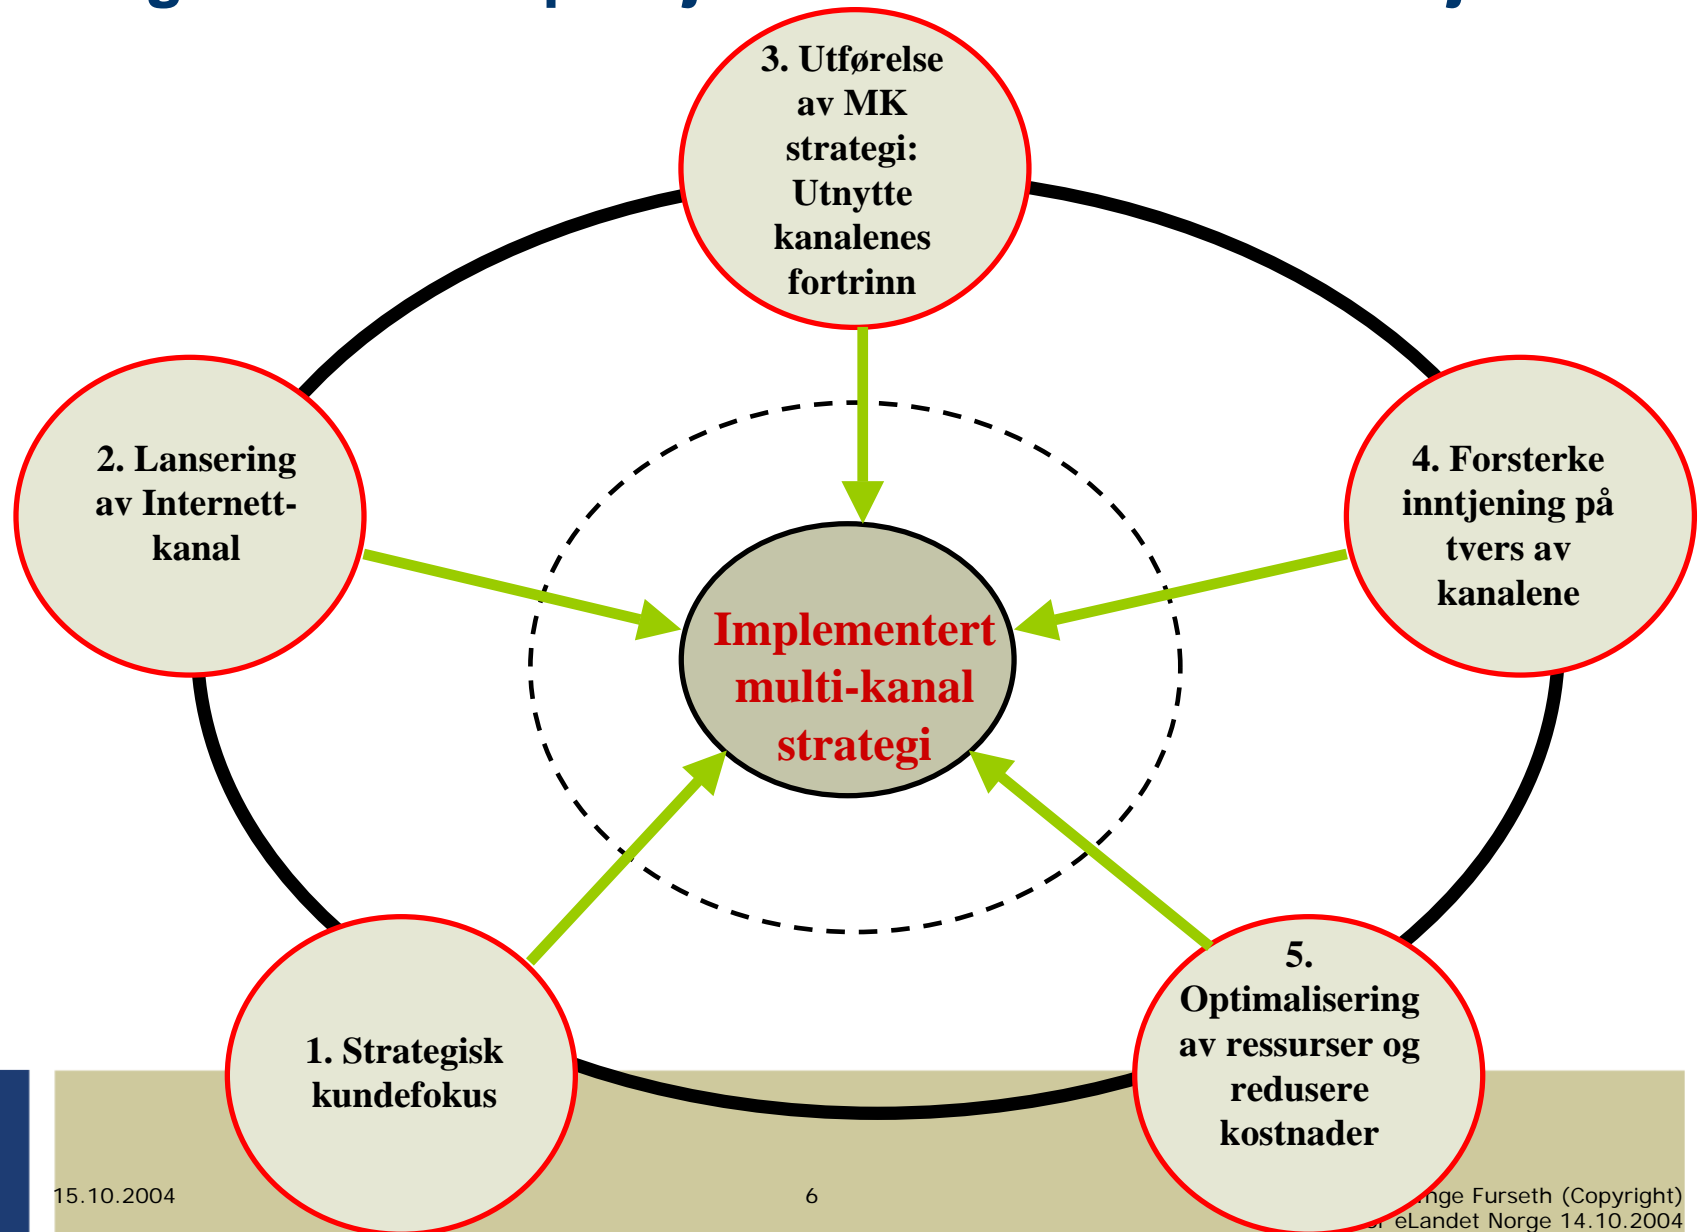 3. Utførelse
av MK
strategi:
Utnytte
kanalenes
fortrinn
2. Lansering
av Internett-
kanal
4. Forsterke
inntjening på
tvers av
kanalene
Implementert
multi-kanal
strategi
1. Strategisk
kundefokus
5.
Optimalisering
av ressurser og
redusere
kostnader
15.10.2004
6
Furseth (Copyright)
eLandet Norge 14.10.2004